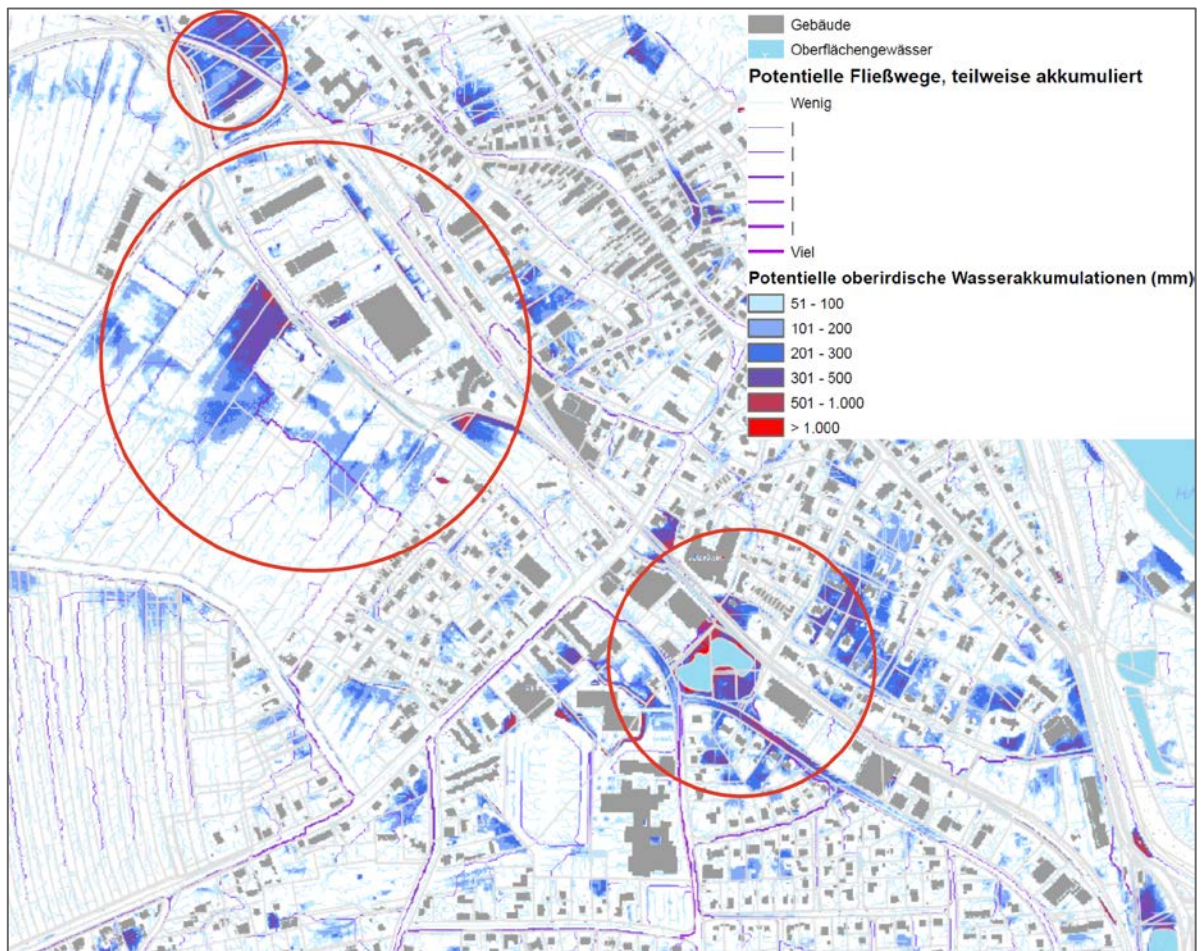 Gebäude
Oberflächengewässer
Potentielle Fließwege, teilweise akkumuliert
Wenig
|
|
|
|
|
Viel
Potentielle oberirdische Wasserakkumulationen (mm)
51 - 100
101 - 200
201 - 300
301 - 500
501 - 1.000
> 1.000